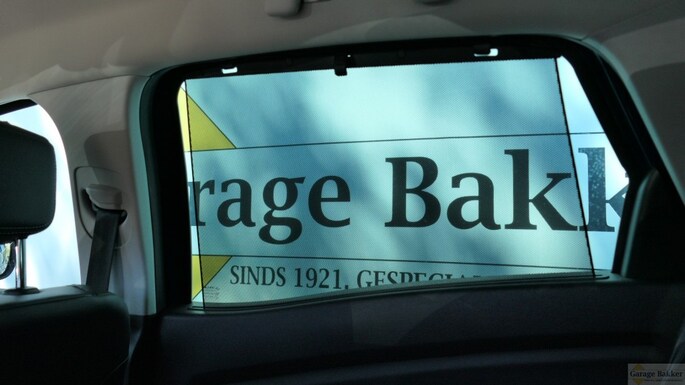 rage Bakk
SINDS 1921, GESPECIA
Garage Bakker